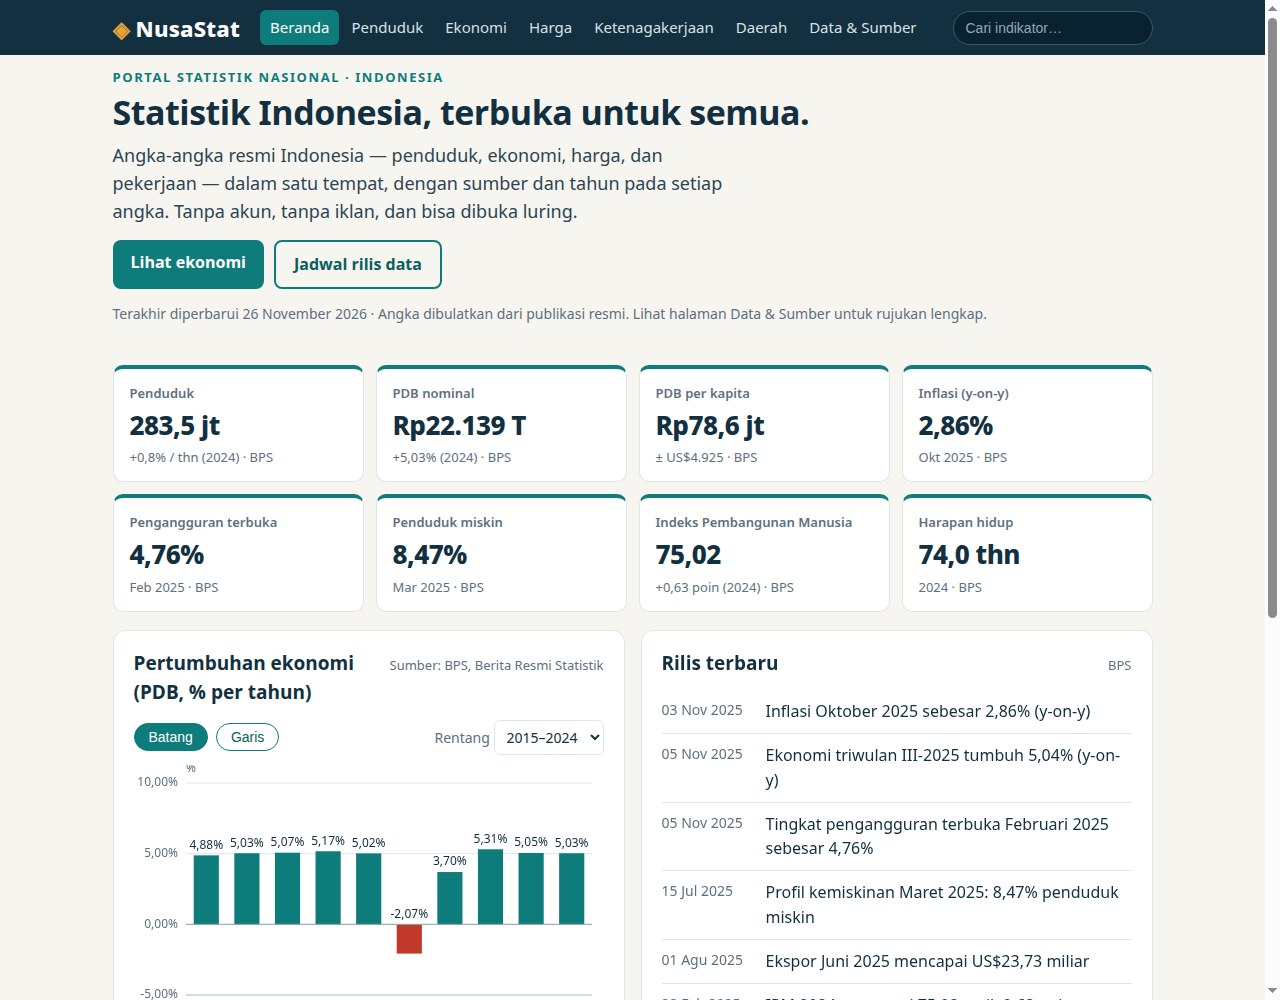 NusaStat
Beranda
Penduduk
Ekonomi
Harga
Ketenagakerjaan
Daerah
Data & Sumber
Cari indikator…
PORTAL STATISTIK NASIONAL · INDONESIA
Statistik Indonesia, terbuka untuk semua.
Angka-angka resmi Indonesia — penduduk, ekonomi, harga, dan
pekerjaan — dalam satu tempat, dengan sumber dan tahun pada setiap
angka. Tanpa akun, tanpa iklan, dan bisa dibuka luring.
Lihat ekonomi
Jadwal rilis data
Terakhir diperbarui 26 November 2026 · Angka dibulatkan dari publikasi resmi. Lihat halaman Data & Sumber untuk rujukan lengkap.
Penduduk
283,5 jt
+0,8% / thn (2024) · BPS
PDB nominal
Rp22.139 T
+5,03% (2024) · BPS
PDB per kapita
Rp78,6 jt
± US$4.925 · BPS
Inflasi (y-on-y)
2,86%
Okt 2025 · BPS
Pengangguran terbuka
4,76%
Feb 2025 · BPS
Penduduk miskin
8,47%
Mar 2025 · BPS
Indeks Pembangunan Manusia
75,02
+0,63 poin (2024) · BPS
Harapan hidup
74,0 thn
2024 · BPS
Pertumbuhan ekonomi
(PDB, % per tahun)
Sumber: BPS, Berita Resmi Statistik
Batang
Garis
Rentang
2015–2024
%
10,00%
5,00%
0,00%
-5,00%
4,88%
5,03%
5,07%
5,17%
5,02%
-2,07%
3,70%
5,31%
5,05%
5,03%
Rilis terbaru
BPS
03 Nov 2025
Inflasi Oktober 2025 sebesar 2,86% (y-on-y)
05 Nov 2025
Ekonomi triwulan III-2025 tumbuh 5,04% (y-on-
y)
05 Nov 2025
Tingkat pengangguran terbuka Februari 2025
sebesar 4,76%
15 Jul 2025
Profil kemiskinan Maret 2025: 8,47% penduduk
miskin
01 Agu 2025
Ekspor Juni 2025 mencapai US$23,73 miliar